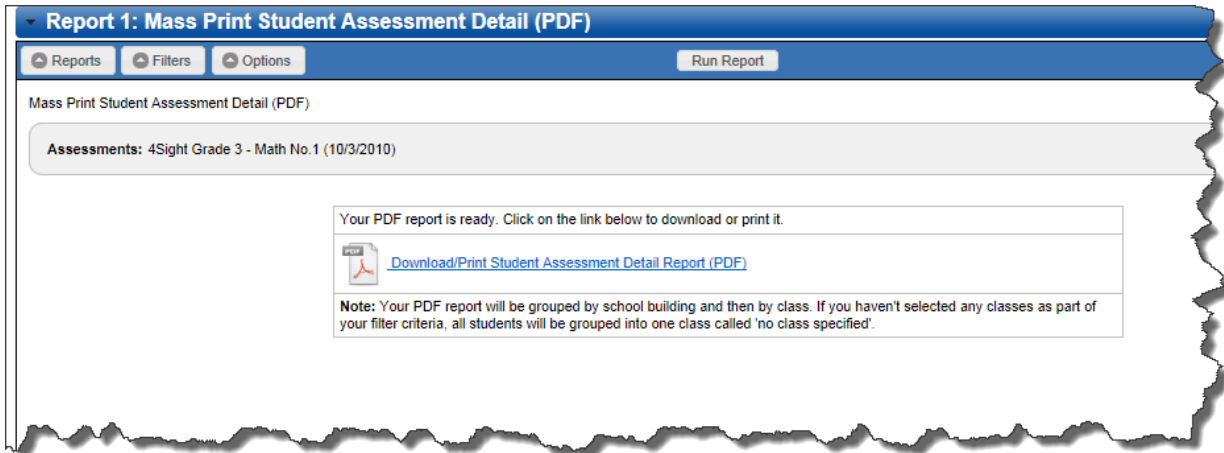 Report 1: Mass Print Student Assessment Detail (PDF)
Reports Filters Options Run Report
Mass Print Student Assessment Detail (PDF)
Assessments: 4Sight Grade 3 - Math No.1 (10/3/2010)
Your PDF report is ready. Click on the link below to download or print it.
PDF Download/Print Student Assessment Detail Report (PDF)
Note: Your PDF report will be grouped by school building and then by class. If you haven't selected any classes as part of
your filter criteria, all students will be grouped into one class called 'no class specified'.